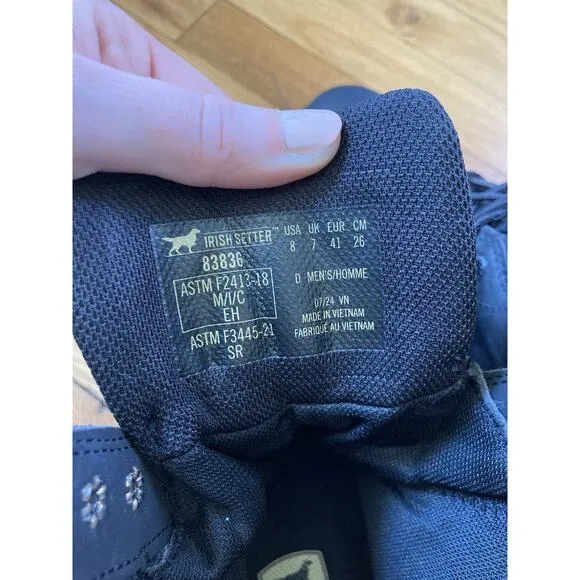 IRISH SETTER™ USA UK EUR CM
8 7 41 26
83836
ASTM F2413-18
M/I/C
EH
ASTM F3445-21
SR
D MEN'S/HOMME
07/24 VN
MADE IN VIETNAM
FABRIQUÉ AU VIETNAM